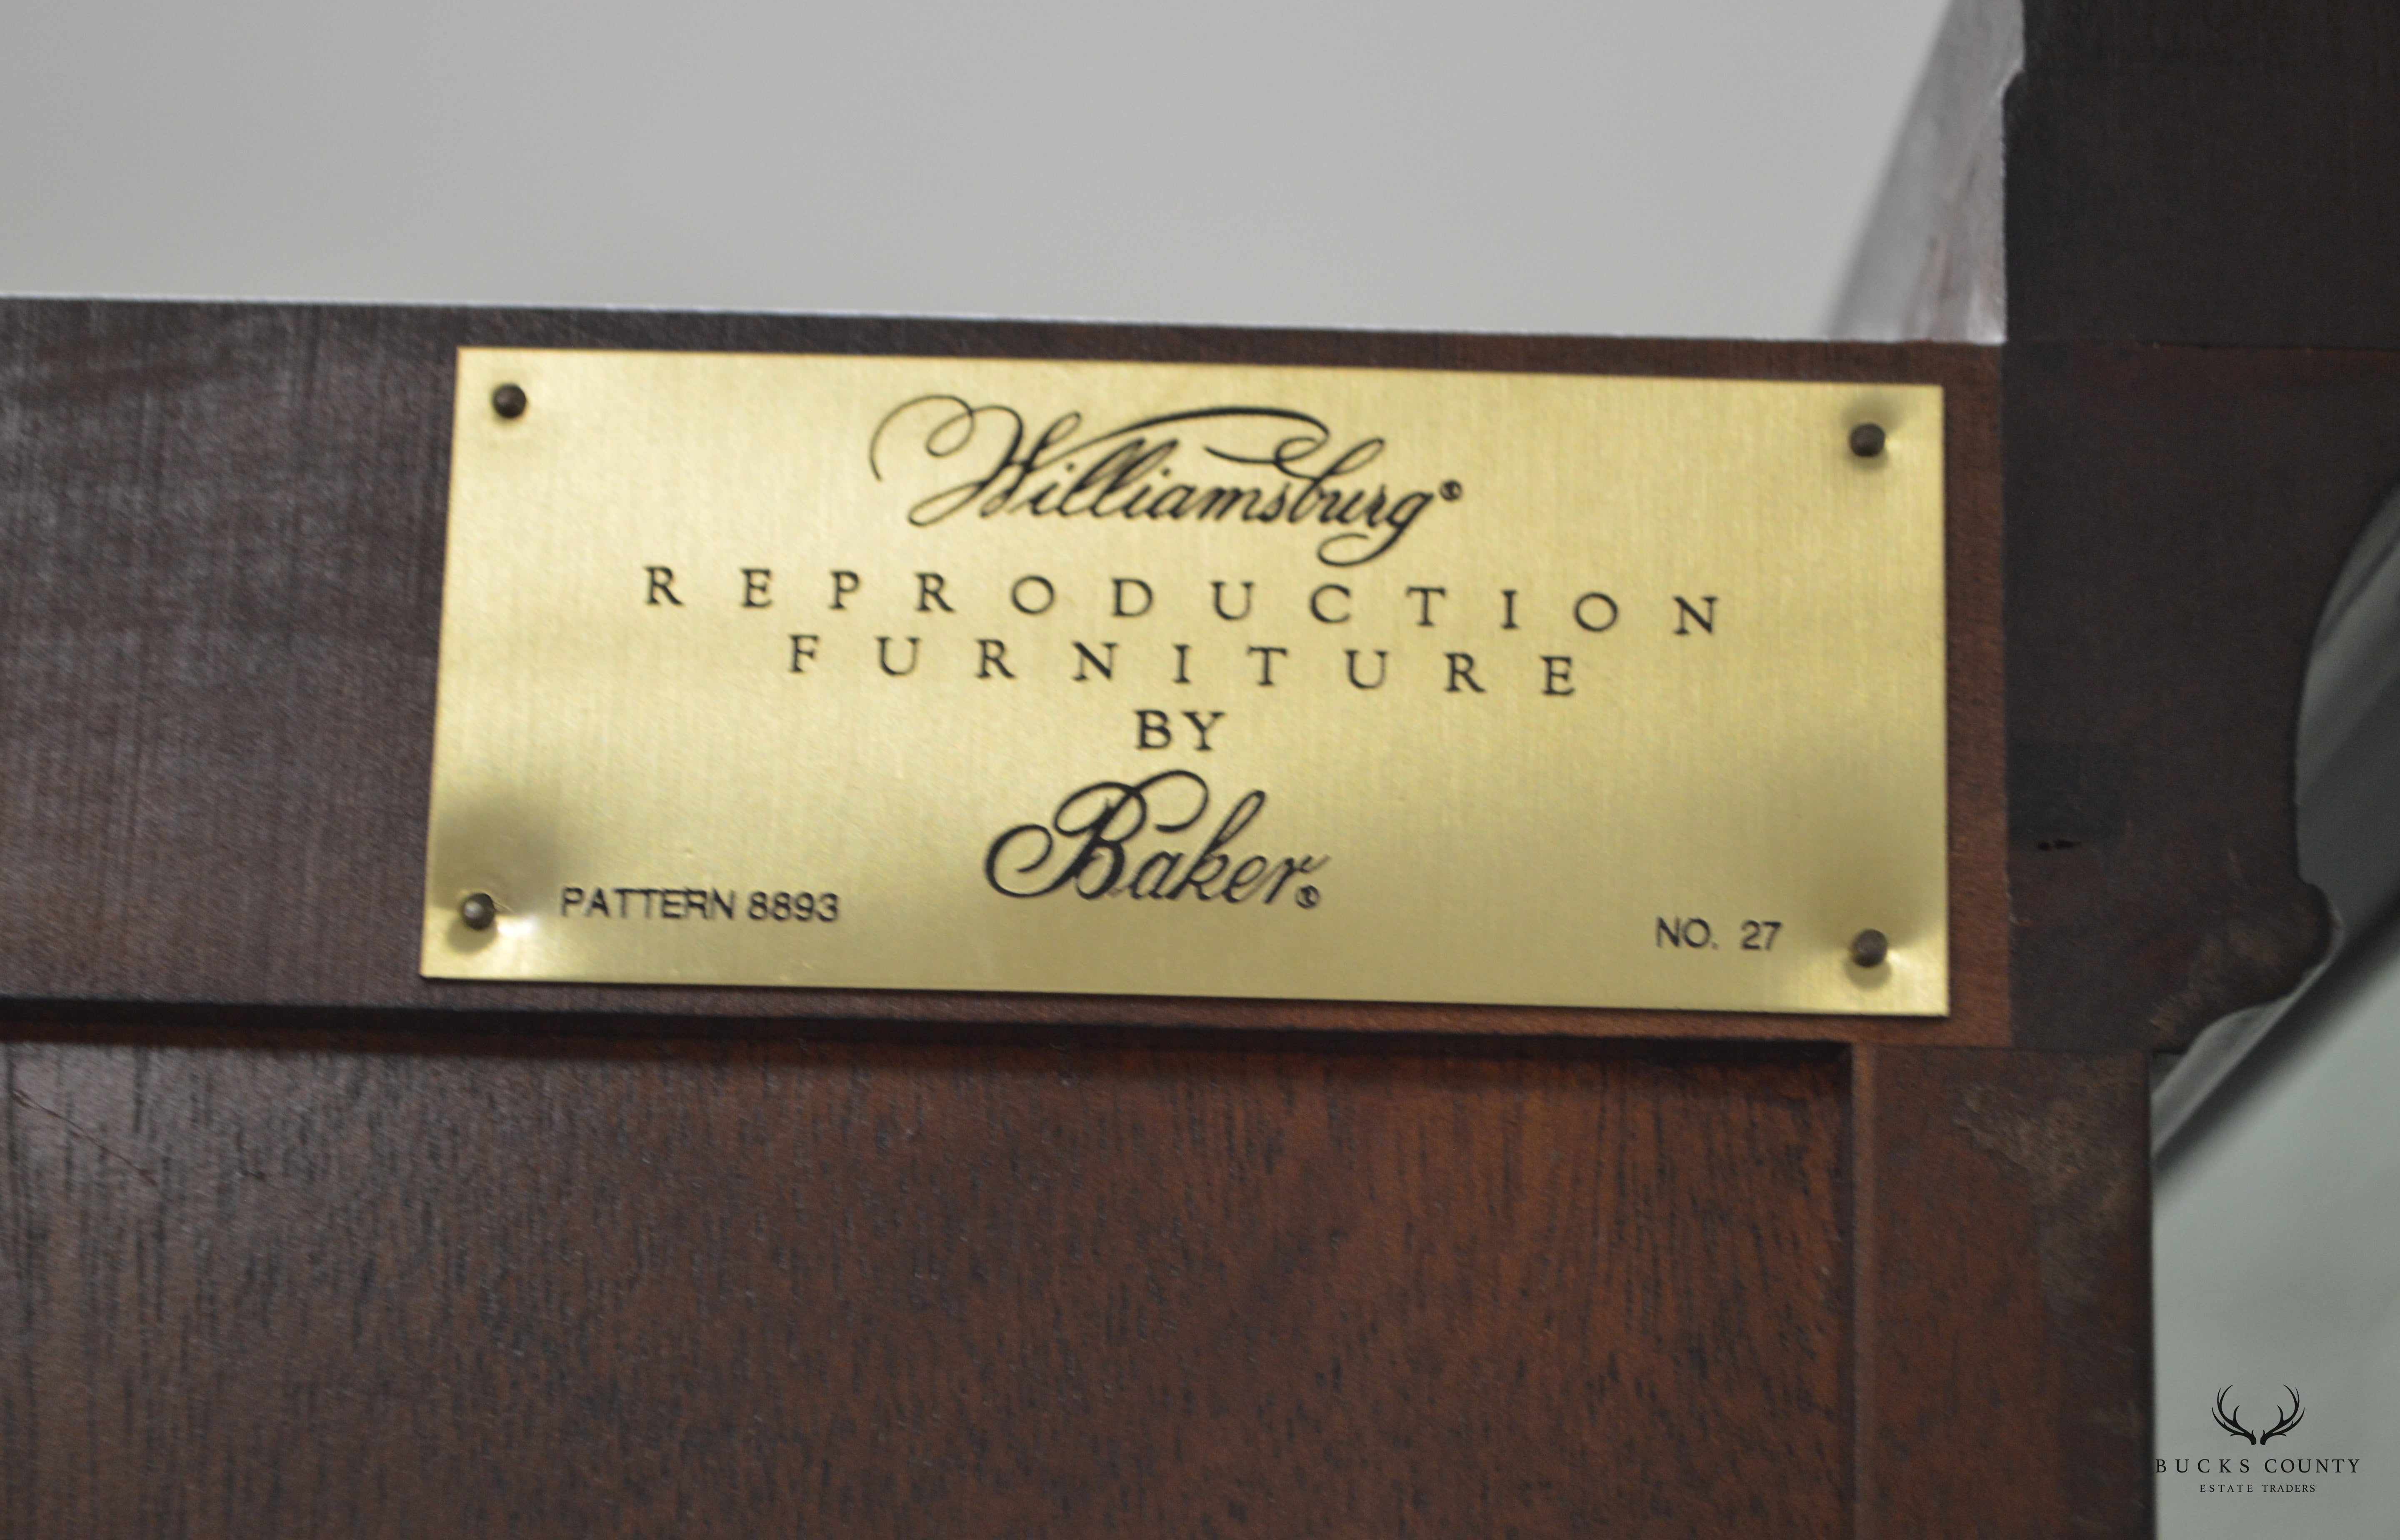 Williamsburg®
REPRODUCTION
FURNITURE
BY
Baker®
PATTERN 8893
NO. 27
BUCKS COUNTY
ESTATE TRADERS